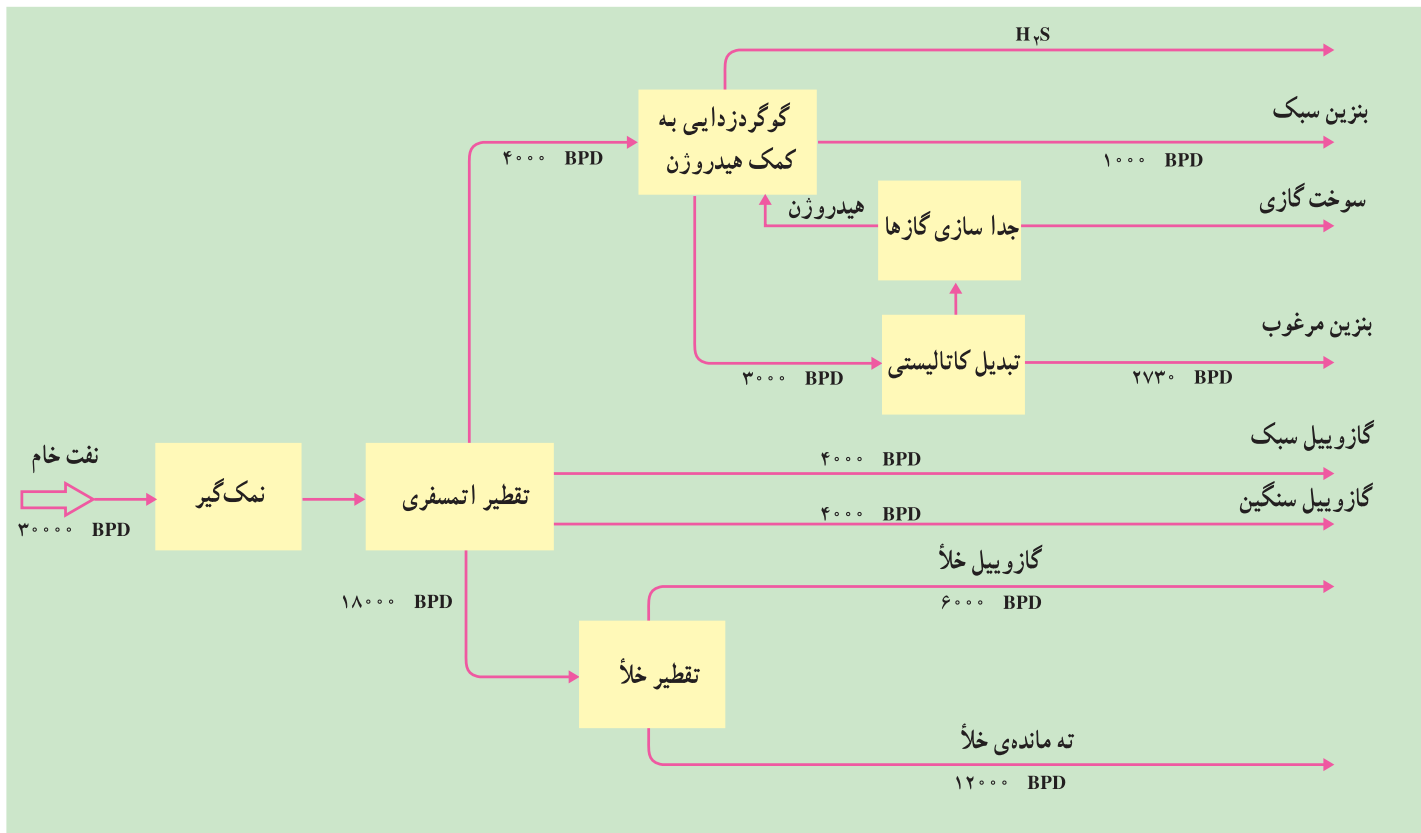 H۲S
بنزین سبک
گوگردزدایی به
کمک هیدروژن
۴۰۰۰ BPD
۱۰۰۰ BPD
سوخت گازی
هیدروژن
جدا سازی گازها
بنزین مرغوب
تبدیل کاتالیستی
۳۰۰۰ BPD
۲۷۳۰ BPD
گازوییل سبک
۴۰۰۰ BPD
نفت خام
نمک‌گیر
تقطیر اتمسفری
گازوییل سنگین
۴۰۰۰ BPD
۳۰۰۰۰ BPD
گازوییل خلأ
۶۰۰۰ BPD
۱۸۰۰۰ BPD
تقطیر خلأ
ته مانده‌ی خلأ
۱۲۰۰۰ BPD